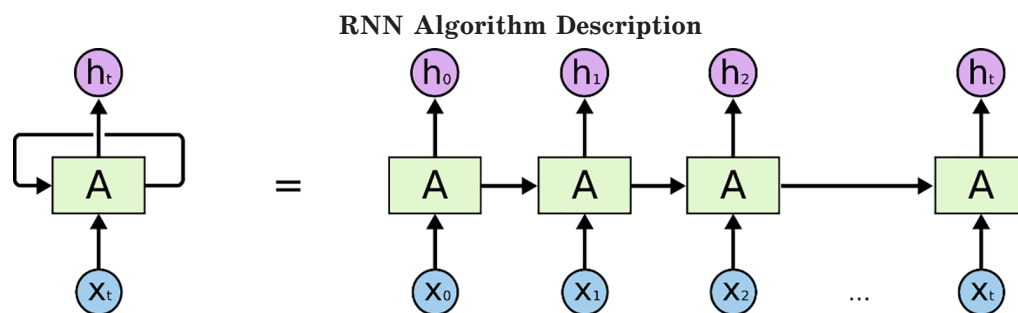 RNN Algorithm Description
hₜ h₀ h₁ h₂ hₜ
A = A A A A
xₜ x₀ x₁ x₂ ... xₜ